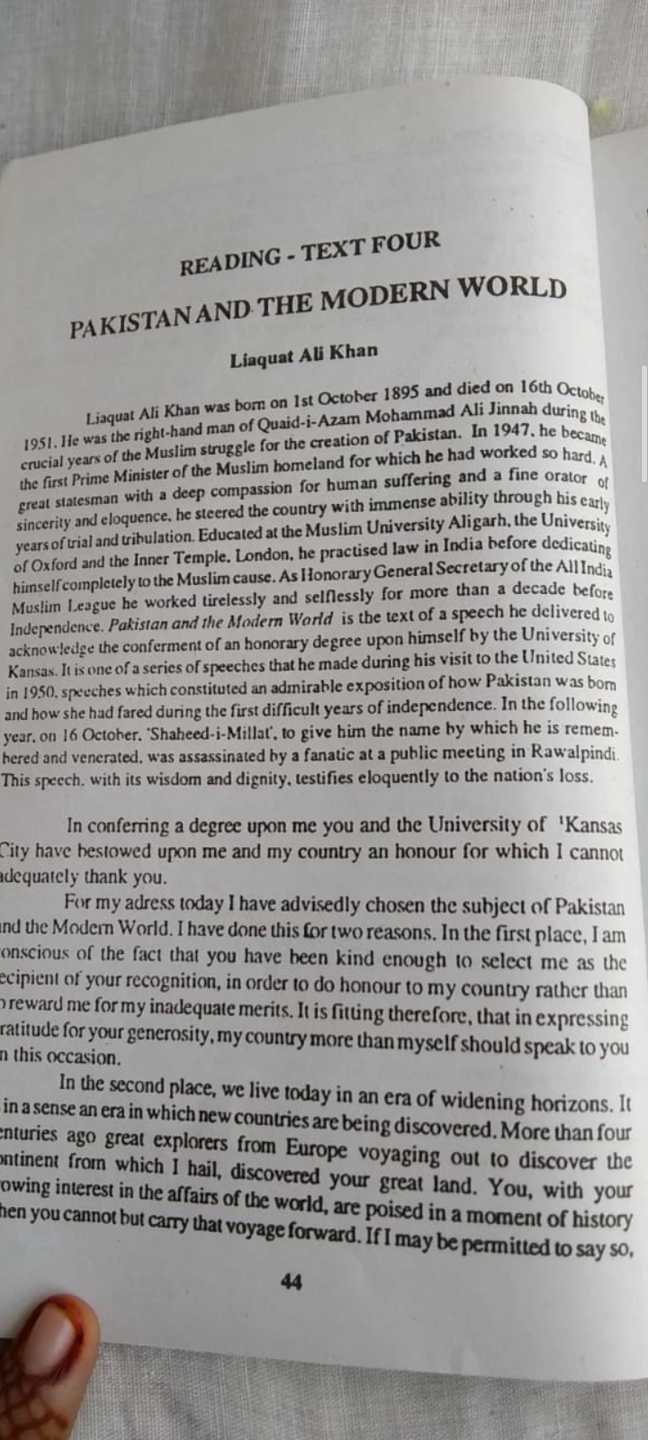 READING - TEXT FOUR
PAKISTAN AND THE MODERN WORLD
Liaquat Ali Khan
Liaquat Ali Khan was born on 1st October 1895 and died on 16th October
1951. He was the right-hand man of Quaid-i-Azam Mohammad Ali Jinnah during the
crucial years of the Muslim struggle for the creation of Pakistan. In 1947, he became
the first Prime Minister of the Muslim homeland for which he had worked so hard. A
great statesman with a deep compassion for human suffering and a fine orator of
sincerity and eloquence, he steered the country with immense ability through his early
years of trial and tribulation. Educated at the Muslim University Aligarh, the University
of Oxford and the Inner Temple, London, he practised law in India before dedicating
himself completely to the Muslim cause. As Honorary General Secretary of the All India
Muslim League he worked tirelessly and selflessly for more than a decade before
Independence. Pakistan and the Modern World is the text of a speech he delivered to
acknowledge the conferment of an honorary degree upon himself by the University of
Kansas. It is one of a series of speeches that he made during his visit to the United States
in 1950, speeches which constituted an admirable exposition of how Pakistan was born
and how she had fared during the first difficult years of independence. In the following
year, on 16 October, 'Shaheed-i-Millat', to give him the name by which he is remem-
bered and venerated, was assassinated by a fanatic at a public meeting in Rawalpindi.
This speech, with its wisdom and dignity, testifies eloquently to the nation's loss.
In conferring a degree upon me you and the University of ¹Kansas
City have bestowed upon me and my country an honour for which I cannot
adequately thank you.
For my adress today I have advisedly chosen the subject of Pakistan
nd the Modern World. I have done this for two reasons. In the first place, I am
onscious of the fact that you have been kind enough to select me as the
ecipient of your recognition, in order to do honour to my country rather than
o reward me for my inadequate merits. It is fitting therefore, that in expressing
ratitude for your generosity, my country more than myself should speak to you
n this occasion.
In the second place, we live today in an era of widening horizons. It
in a sense an era in which new countries are being discovered. More than four
enturies ago great explorers from Europe voyaging out to discover the
ontinent from which I hail, discovered your great land. You, with your
owing interest in the affairs of the world, are poised in a moment of history
hen you cannot but carry that voyage forward. If I may be permitted to say so,
44